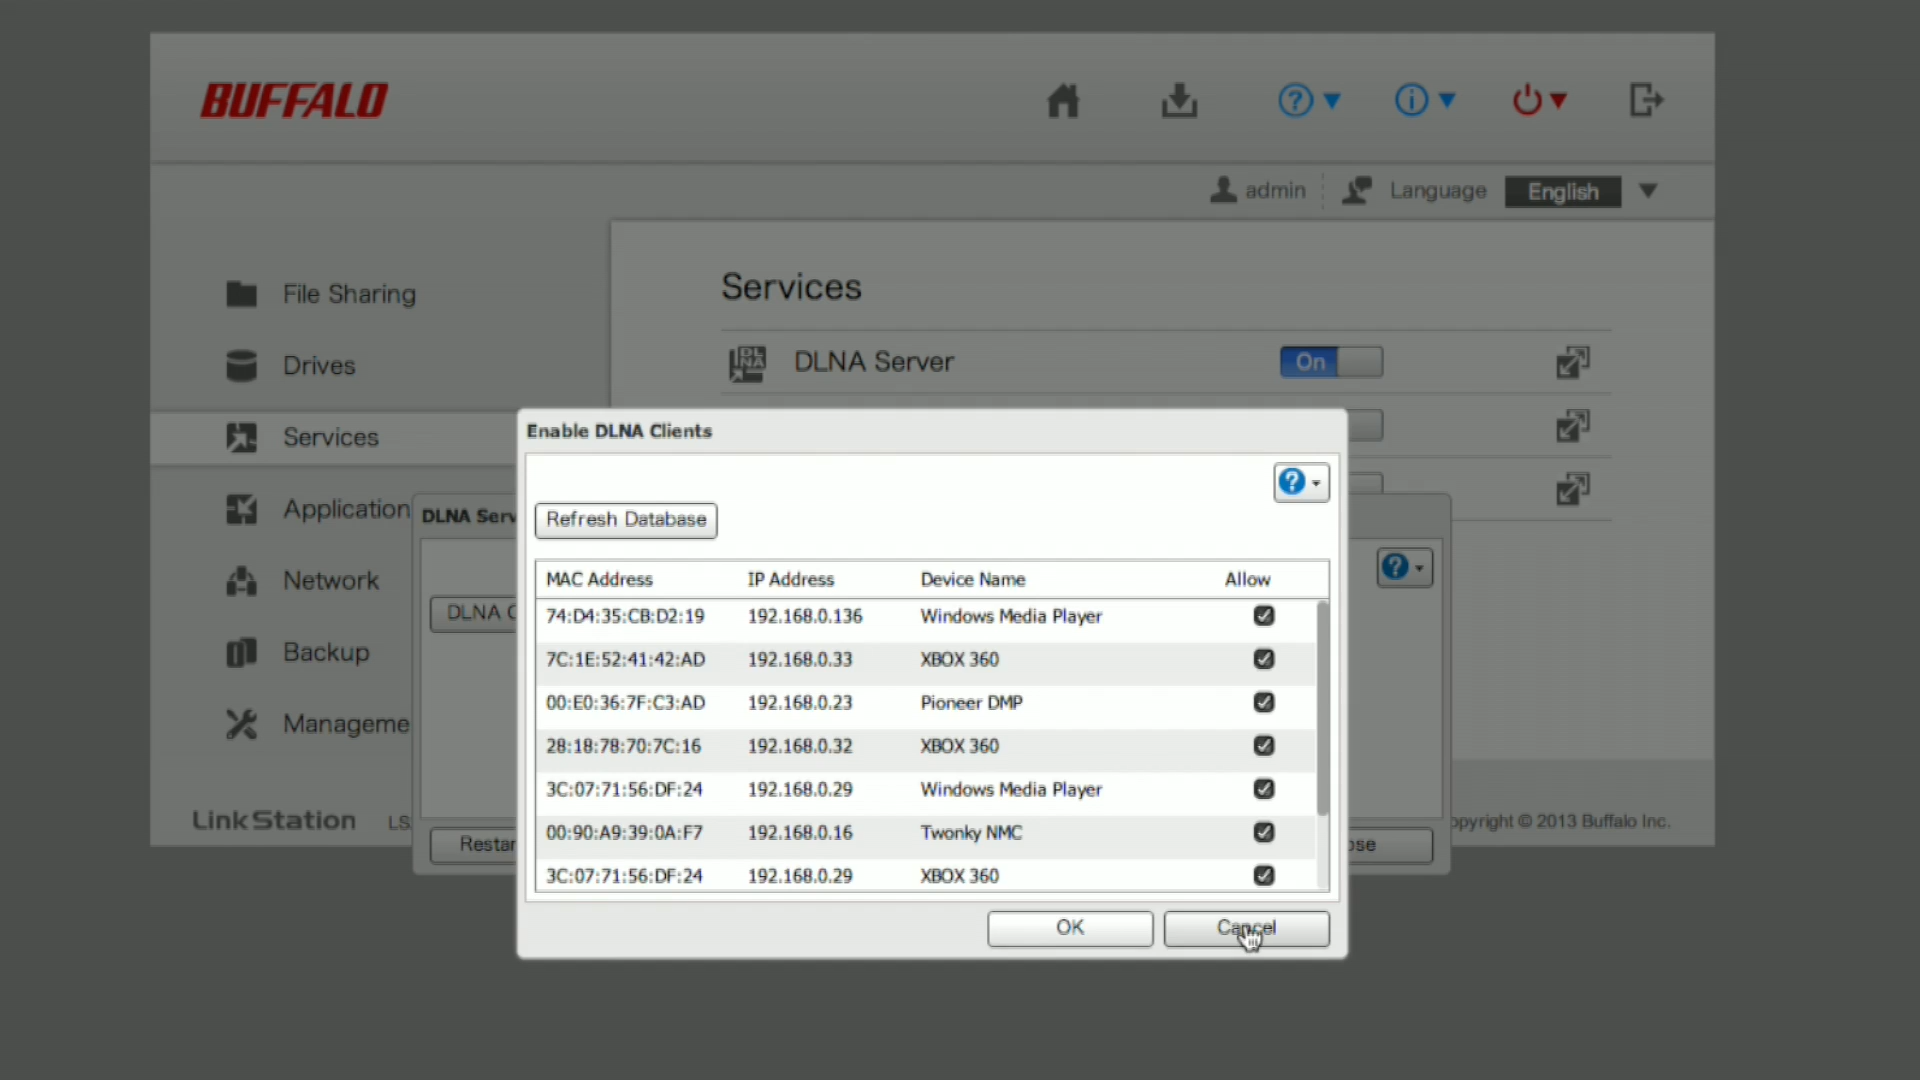 BUFFALO
admin
Language
English
File Sharing
Drives
Services
Application
Network
Backup
Manageme
Services
DLNA Server
On
DLNA Serv
DLNA C
Restar
ose
Enable DLNA Clients
Refresh Database
MAC Address IP Address Device Name Allow
74:D4:35:CB:D2:19 192.168.0.136 Windows Media Player
7C:1E:52:41:42:AD 192.168.0.33 XBOX 360
00:E0:36:7F:C3:AD 192.168.0.23 Pioneer DMP
28:18:78:70:7C:16 192.168.0.32 XBOX 360
3C:07:71:56:DF:24 192.168.0.29 Windows Media Player
00:90:A9:39:0A:F7 192.168.0.16 Twonky NMC
3C:07:71:56:DF:24 192.168.0.29 XBOX 360
OK Cancel
LinkStation LS
opyright © 2013 Buffalo Inc.